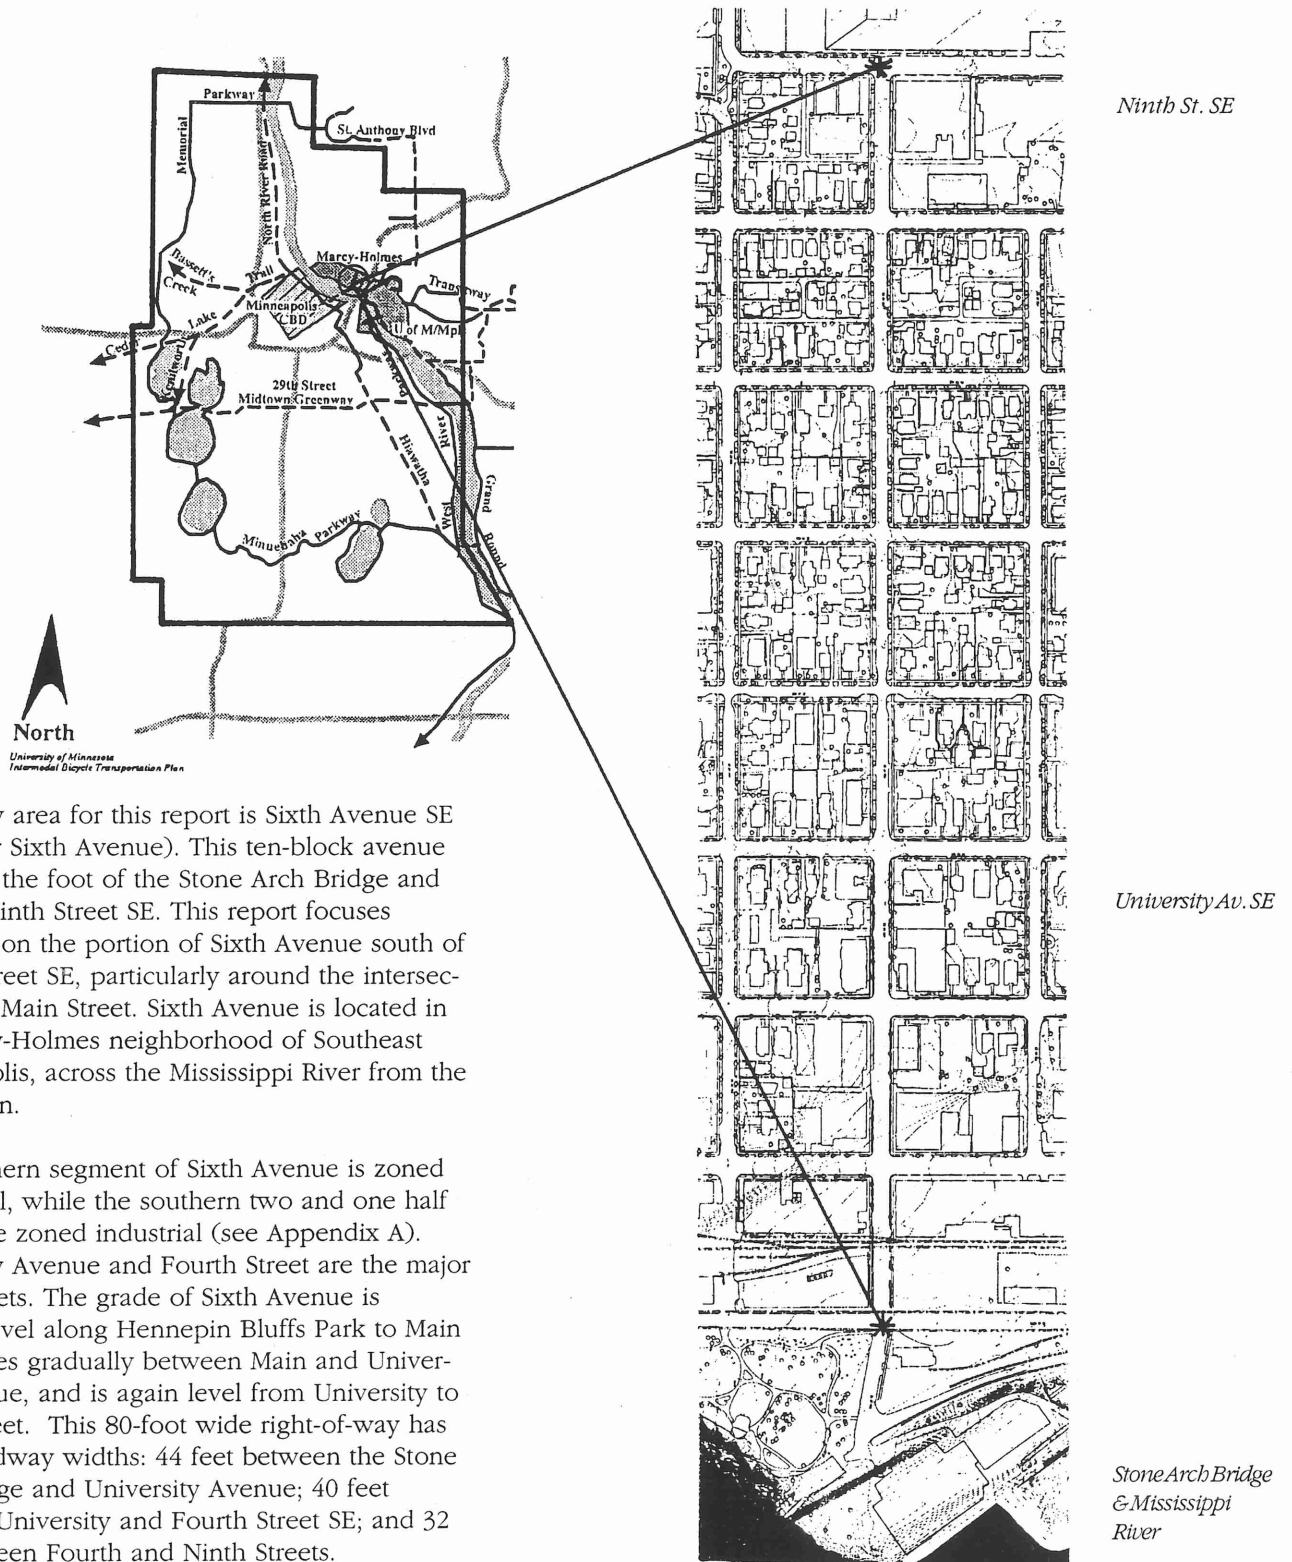 Parkway
St. Anthony Blvd
Memorial
North River Road
Marcy-Holmes
Bassett's
Creek
Trail
Transitway
Minneapolis
CBD
U of M/Mpls
Cedar
Lake
Kenilworth
Parkway
29th Street
Midtown Greenway
Hiawatha
River
West
Grand
Round
Minnehaha Parkway
North
University of Minnesota
Intermodal Bicycle Transportation Plan
y area for this report is Sixth Avenue SE
r Sixth Avenue). This ten-block avenue
the foot of the Stone Arch Bridge and
inth Street SE. This report focuses
on the portion of Sixth Avenue south of
reet SE, particularly around the intersec-
Main Street. Sixth Avenue is located in
y-Holmes neighborhood of Southeast
olis, across the Mississippi River from the
n.
hern segment of Sixth Avenue is zoned
l, while the southern two and one half
e zoned industrial (see Appendix A).
y Avenue and Fourth Street are the major
ets. The grade of Sixth Avenue is
vel along Hennepin Bluffs Park to Main
es gradually between Main and Univer-
ue, and is again level from University to
eet. This 80-foot wide right-of-way has
dway widths: 44 feet between the Stone
ge and University Avenue; 40 feet
University and Fourth Street SE; and 32
een Fourth and Ninth Streets.
Ninth St. SE
University Av. SE
Stone Arch Bridge
& Mississippi
River